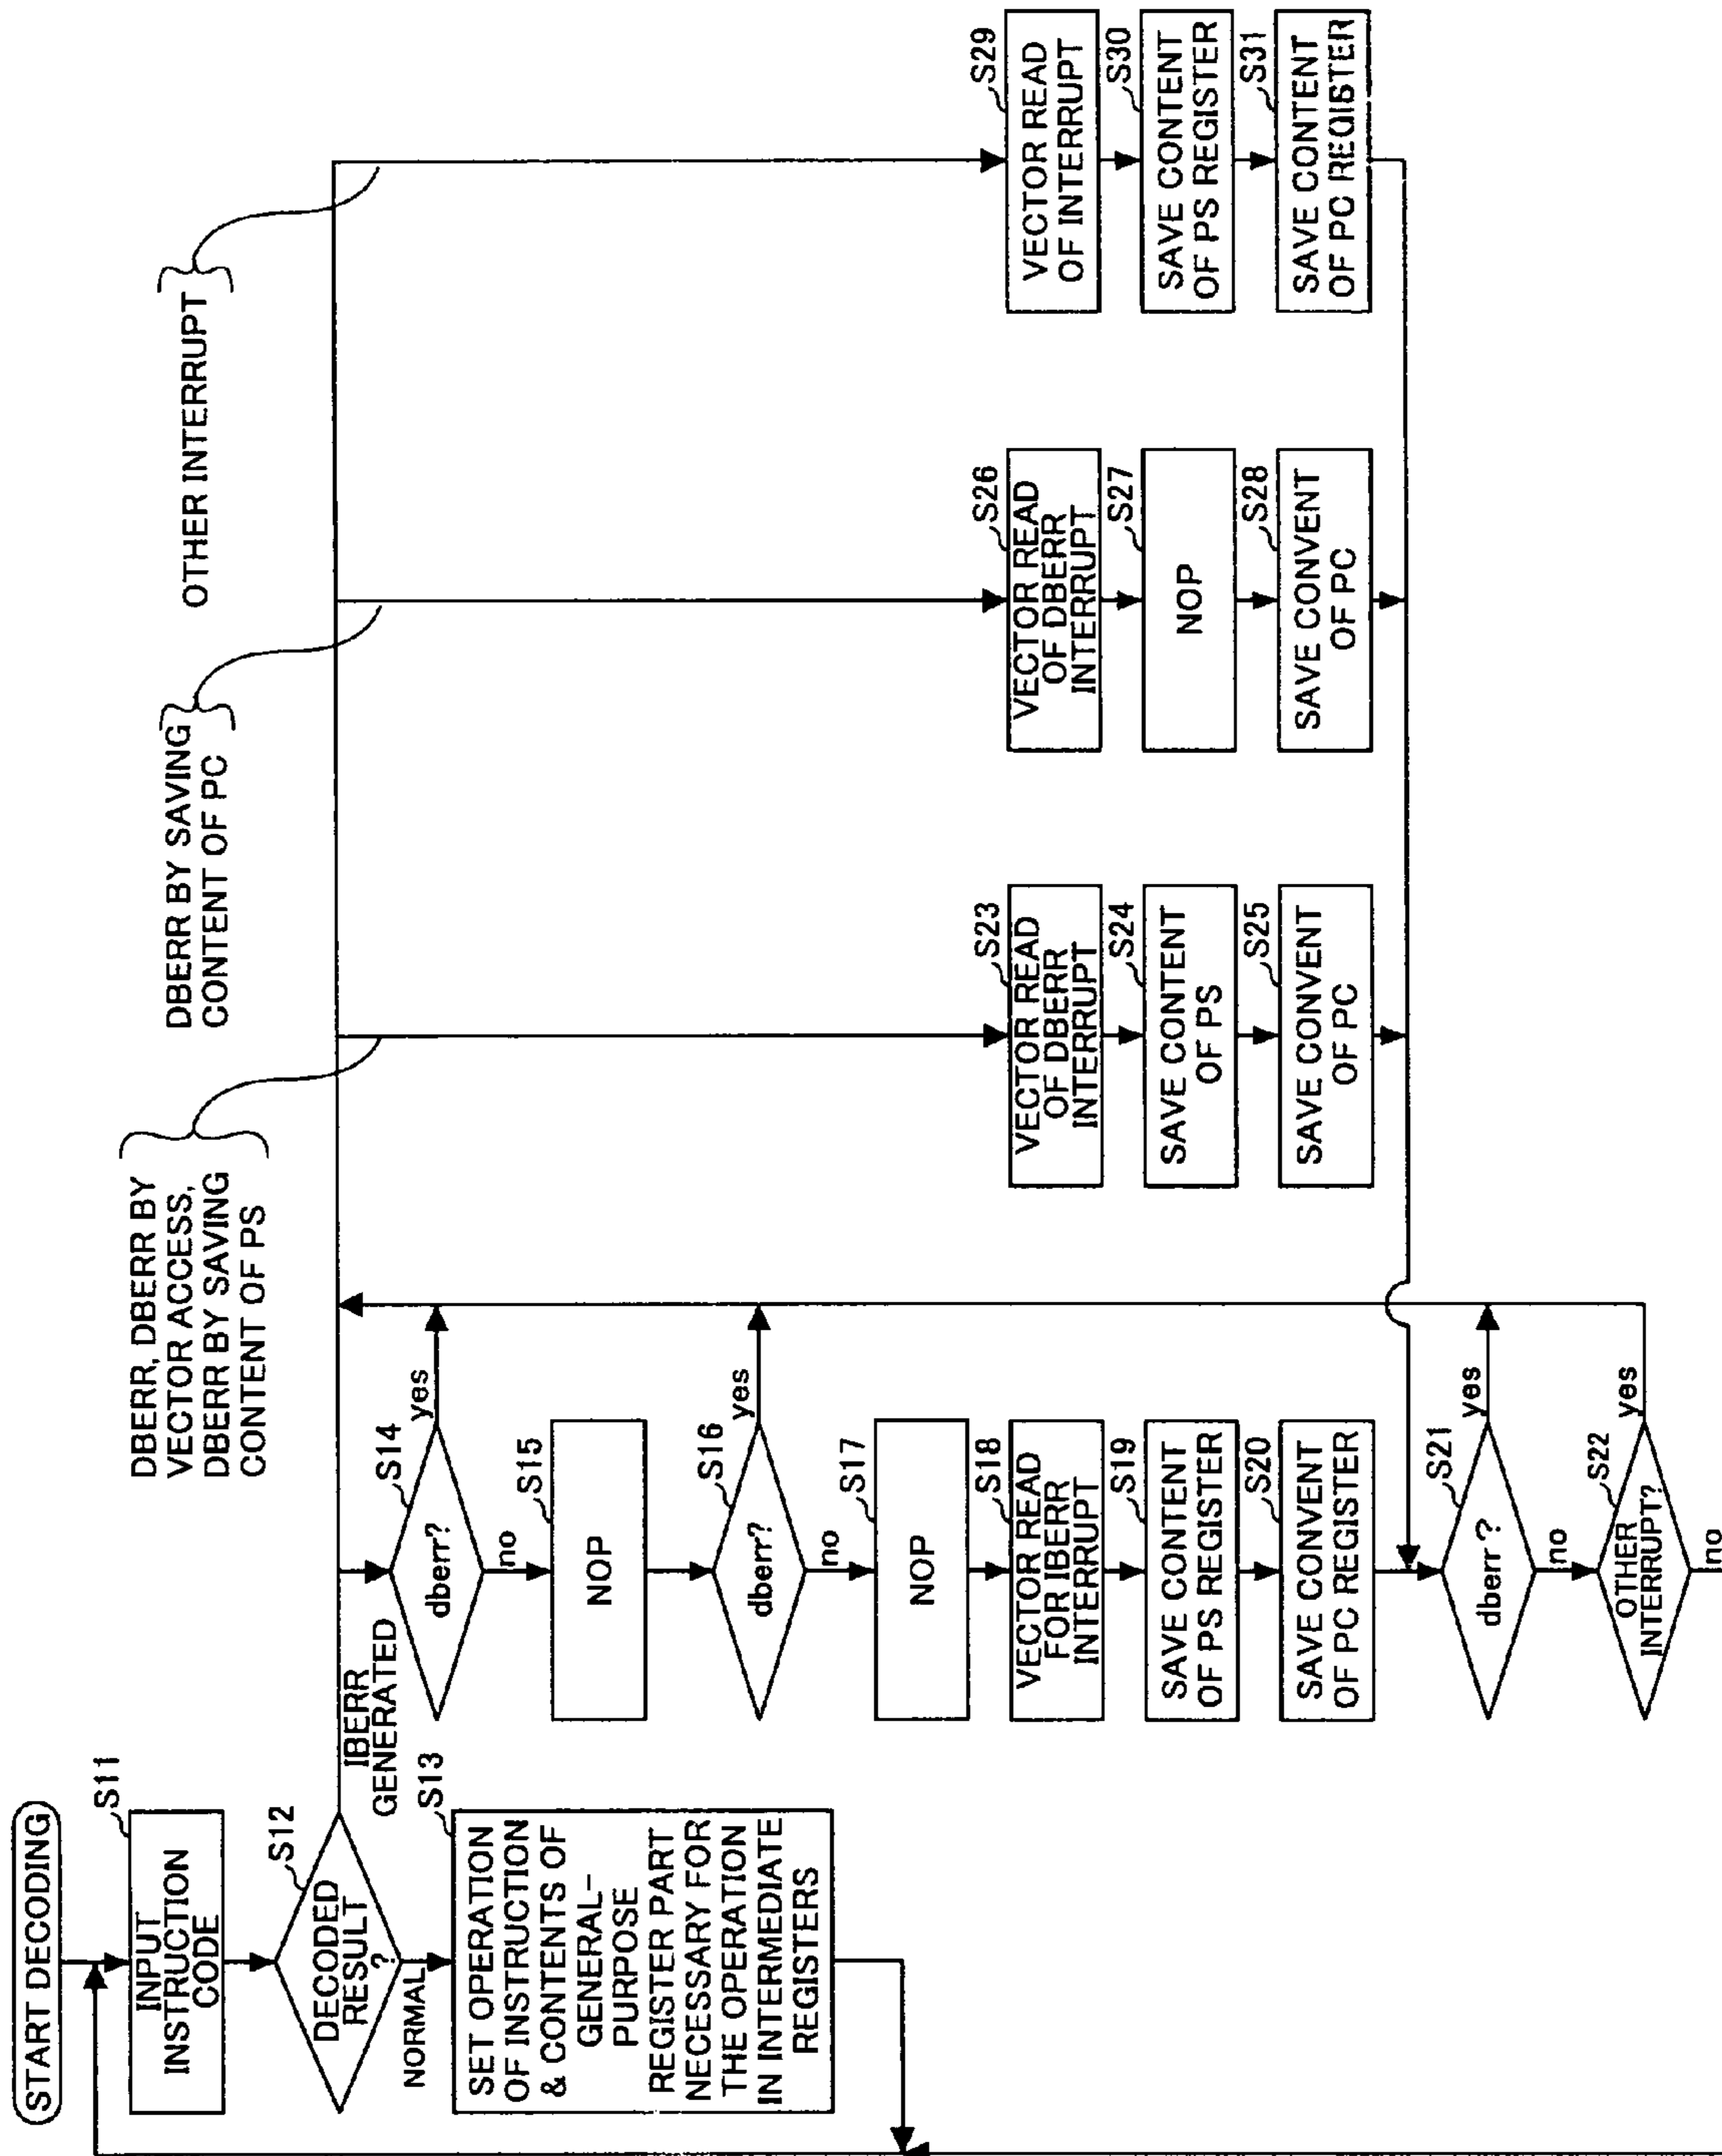 START DECODING
S11
INPUT
INSTRUCTION
CODE
S12
DECODED
RESULT
?
NORMAL
IBERR
GENERATED
S13
SET OPERATION
OF INSTRUCTION
& CONTENTS OF
GENERAL-
PURPOSE
REGISTER PART
NECESSARY FOR
THE OPERATION
IN INTERMEDIATE
REGISTERS
DBERR, DBERR BY
VECTOR ACCESS,
DBERR BY SAVING
CONTENT OF PS
DBERR BY SAVING
CONTENT OF PC
OTHER INTERRUPT
S14
dberr?
yes
no
S15
NOP
S16
dberr?
yes
no
S17
NOP
S18
VECTOR READ
FOR IBERR
INTERRUPT
S19
SAVE CONTENT
OF PS REGISTER
S20
SAVE CONVENT
OF PC REGISTER
S21
dberr?
yes
no
S22
OTHER
INTERRUPT?
yes
no
S23
VECTOR READ
OF DBERR
INTERRUPT
S24
SAVE CONTENT
OF PS
S25
SAVE CONVENT
OF PC
S26
VECTOR READ
OF DBERR
INTERRUPT
S27
NOP
S28
SAVE CONVENT
OF PC
S29
VECTOR READ
OF INTERRUPT
S30
SAVE CONTENT
OF PS REGISTER
S31
SAVE CONTENT
OF PC REGISTER